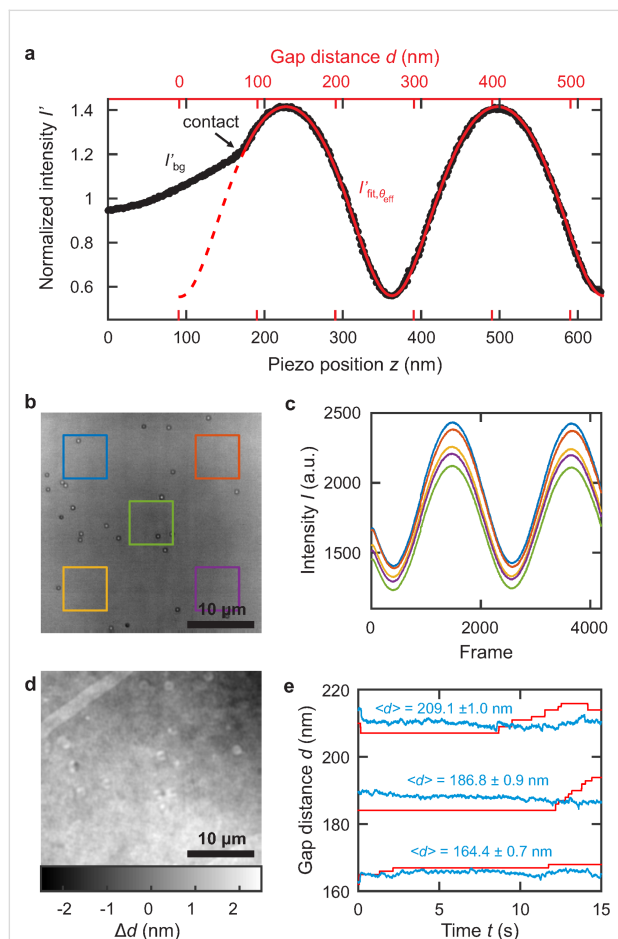 a
Gap distance d (nm)
0 100 200 300 400 500
Normalized intensity I'
1.4
1.2
1
0.8
0.6
contact
I'bg
I'fit,θeff
0 100 200 300 400 500 600
Piezo position z (nm)
b
10 µm
c
Intensity I (a.u.)
2500
2000
1500
0 2000 4000
Frame
d
10 µm
-2 -1 0 1 2
Δd (nm)
e
Gap distance d (nm)
220
200
180
160
<d> = 209.1 ±1.0 nm
<d> = 186.8 ± 0.9 nm
<d> = 164.4 ± 0.7 nm
0 5 10 15
Time t (s)